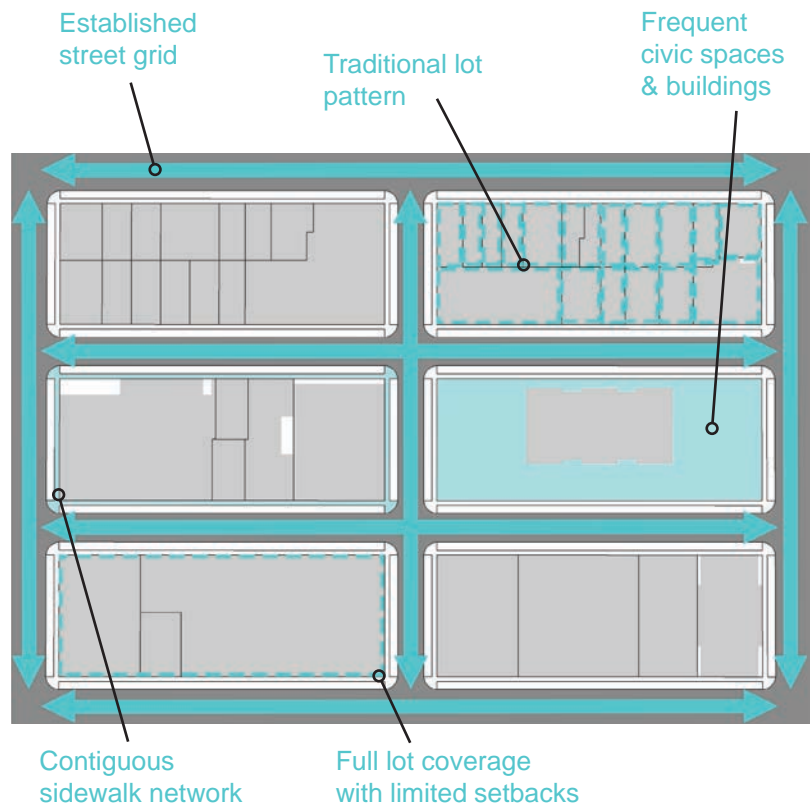 Established
street grid
Traditional lot
pattern
Frequent
civic spaces
& buildings
Contiguous
sidewalk network
Full lot coverage
with limited setbacks